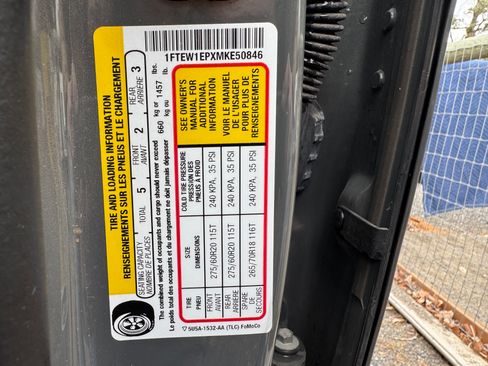 1FTEW1EPXMKE50846
TIRE AND LOADING INFORMATION
RENSEIGNEMENTS SUR LES PNEUS ET LE CHARGEMENT
SEATING CAPACITY
NOMBRE DE PLACES
TOTAL 5
FRONT
AVANT 2
REAR
ARRIÈRE 3
The combined weight of occupants and cargo should never exceed 660 kg or 1457 lbs.
Le poids total des occupants et du chargement ne doit jamais dépasser 660 kg ou 1457 lb.
TIRE SIZE COLD TIRE PRESSURE
PNEU DIMENSIONS PRESSION DES PNEUS À FROID
FRONT
AVANT 275/60R20 115T 240 KPA, 35 PSI
REAR
ARRIÈRE 275/60R20 115T 240 KPA, 35 PSI
SPARE
DE SECOURS 265/70R18 116T 240 KPA, 35 PSI
SEE OWNER'S
MANUAL FOR
ADDITIONAL
INFORMATION
VOIR LE MANUEL
DE L'USAGER
POUR PLUS DE
RENSEIGNEMENTS
5U5A-1532-AA (TLC) FoMoCo